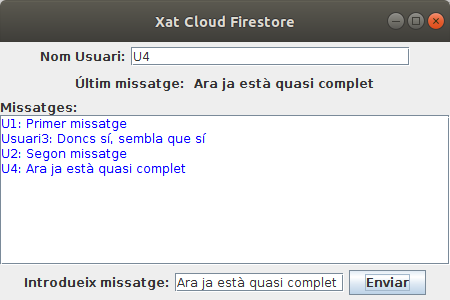 Xat Cloud Firestore
Nom Usuari: U4
Últim missatge: Ara ja està quasi complet
Missatges:
U1: Primer missatge
Usuari3: Doncs sí, sembla que sí
U2: Segon missatge
U4: Ara ja està quasi complet
Introdueix missatge: Ara ja està quasi complet Enviar